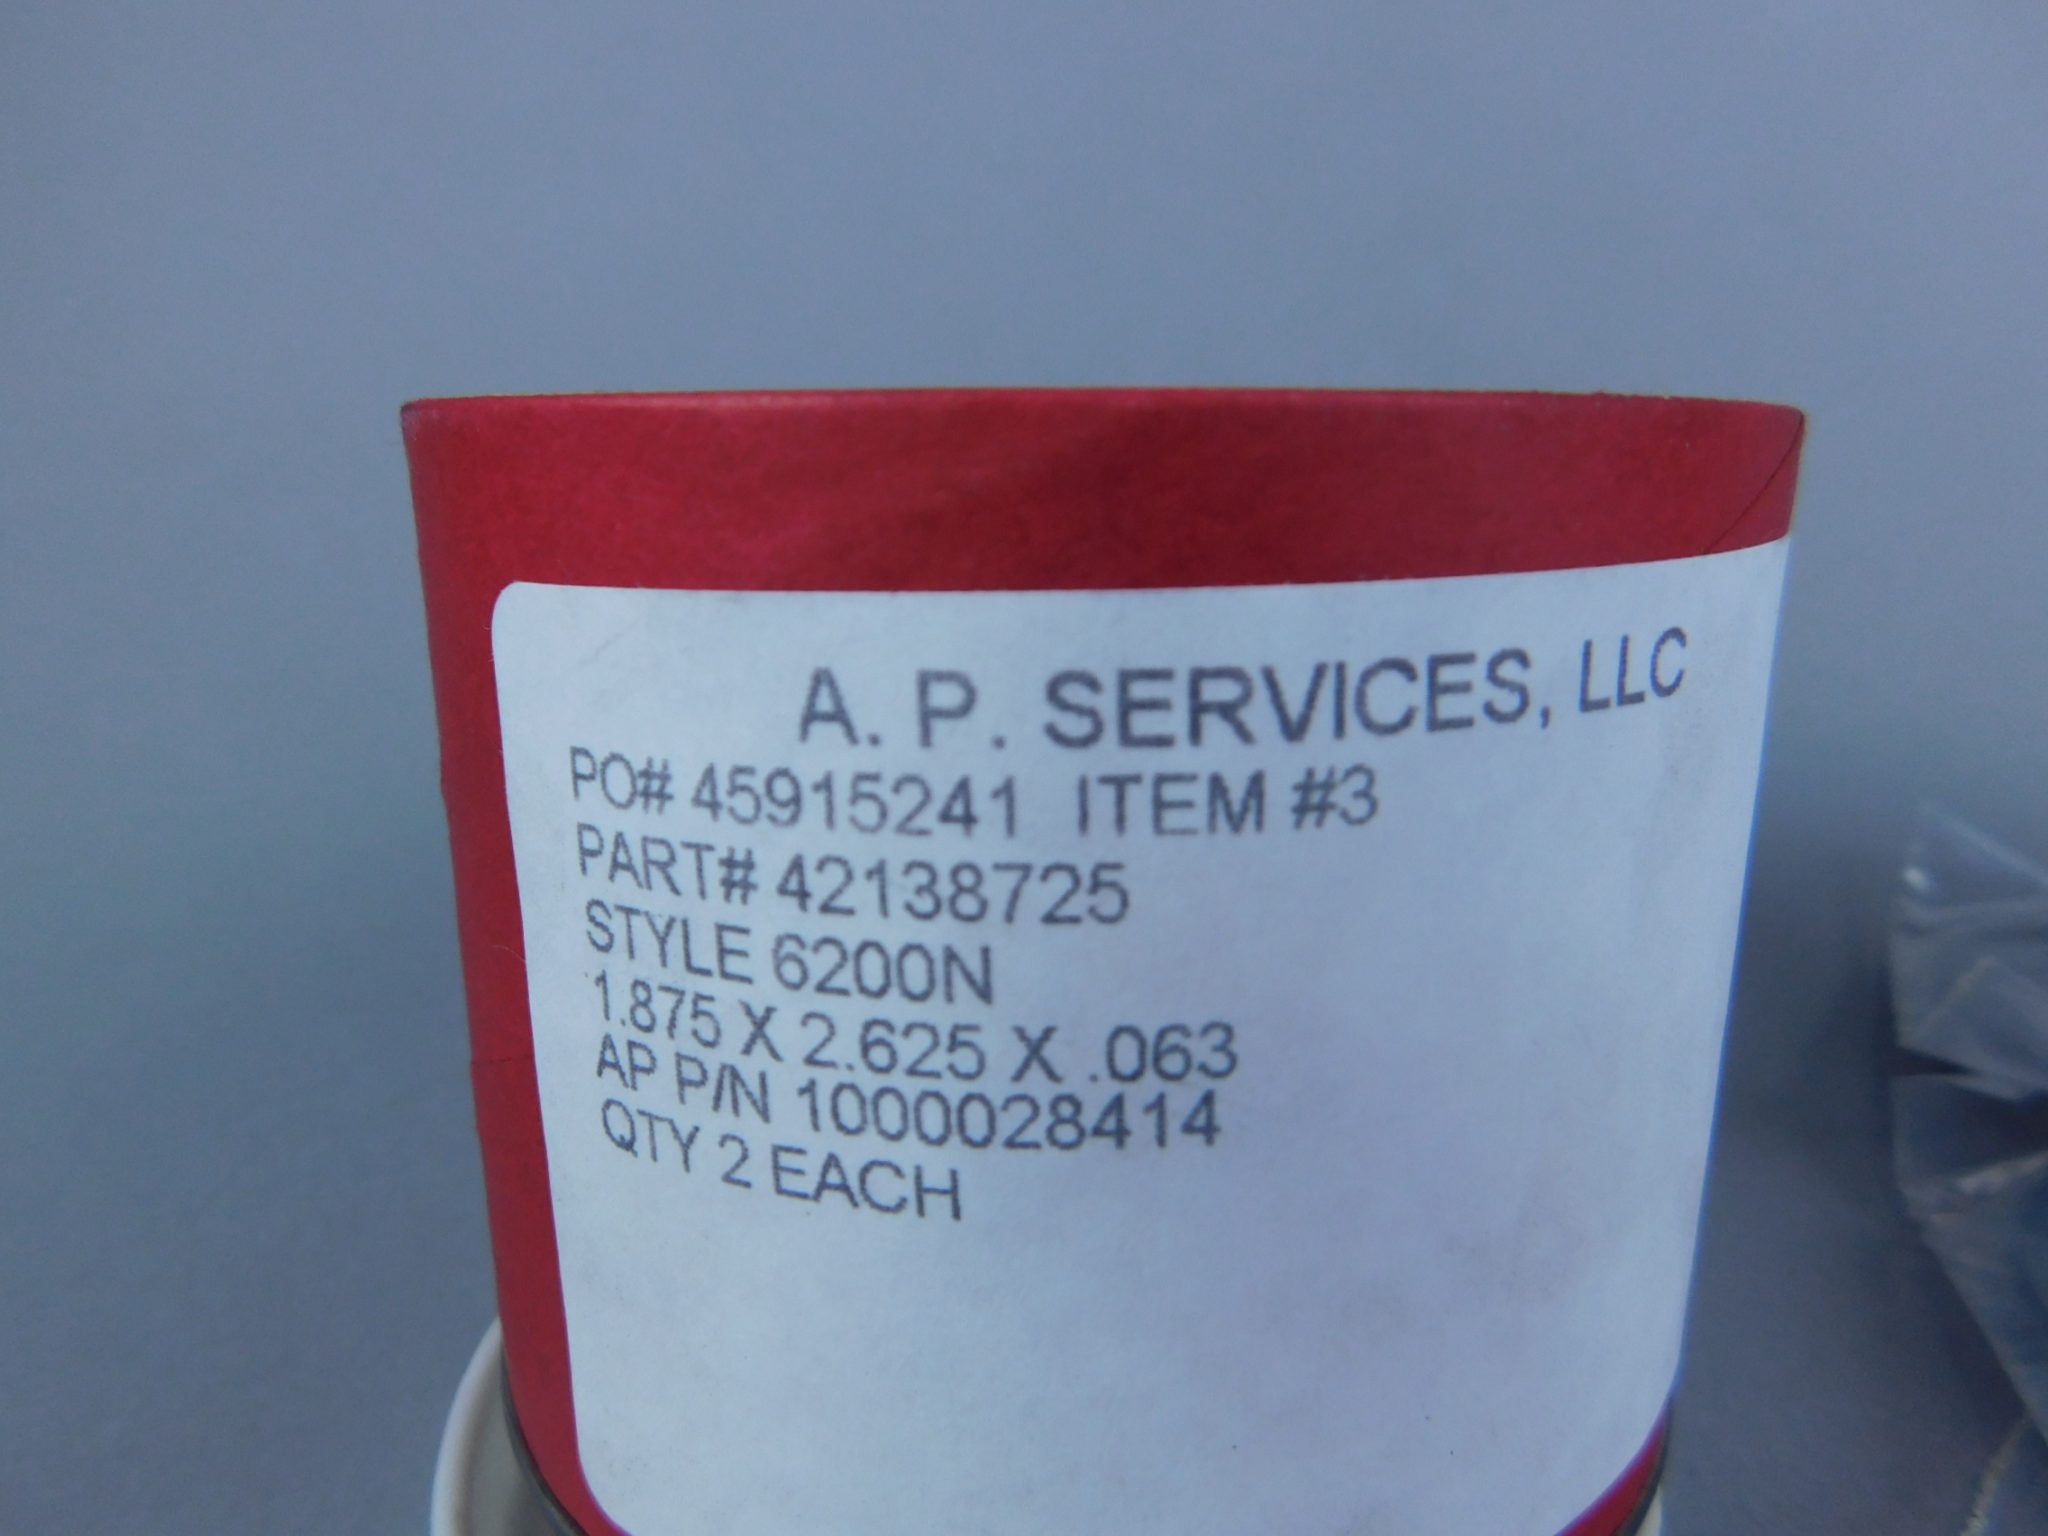 A. P. SERVICES, LLC
PO# 45915241 ITEM #3
PART# 42138725
STYLE 6200N
1.875 X 2.625 X .063
AP P/N 1000028414
QTY 2 EACH